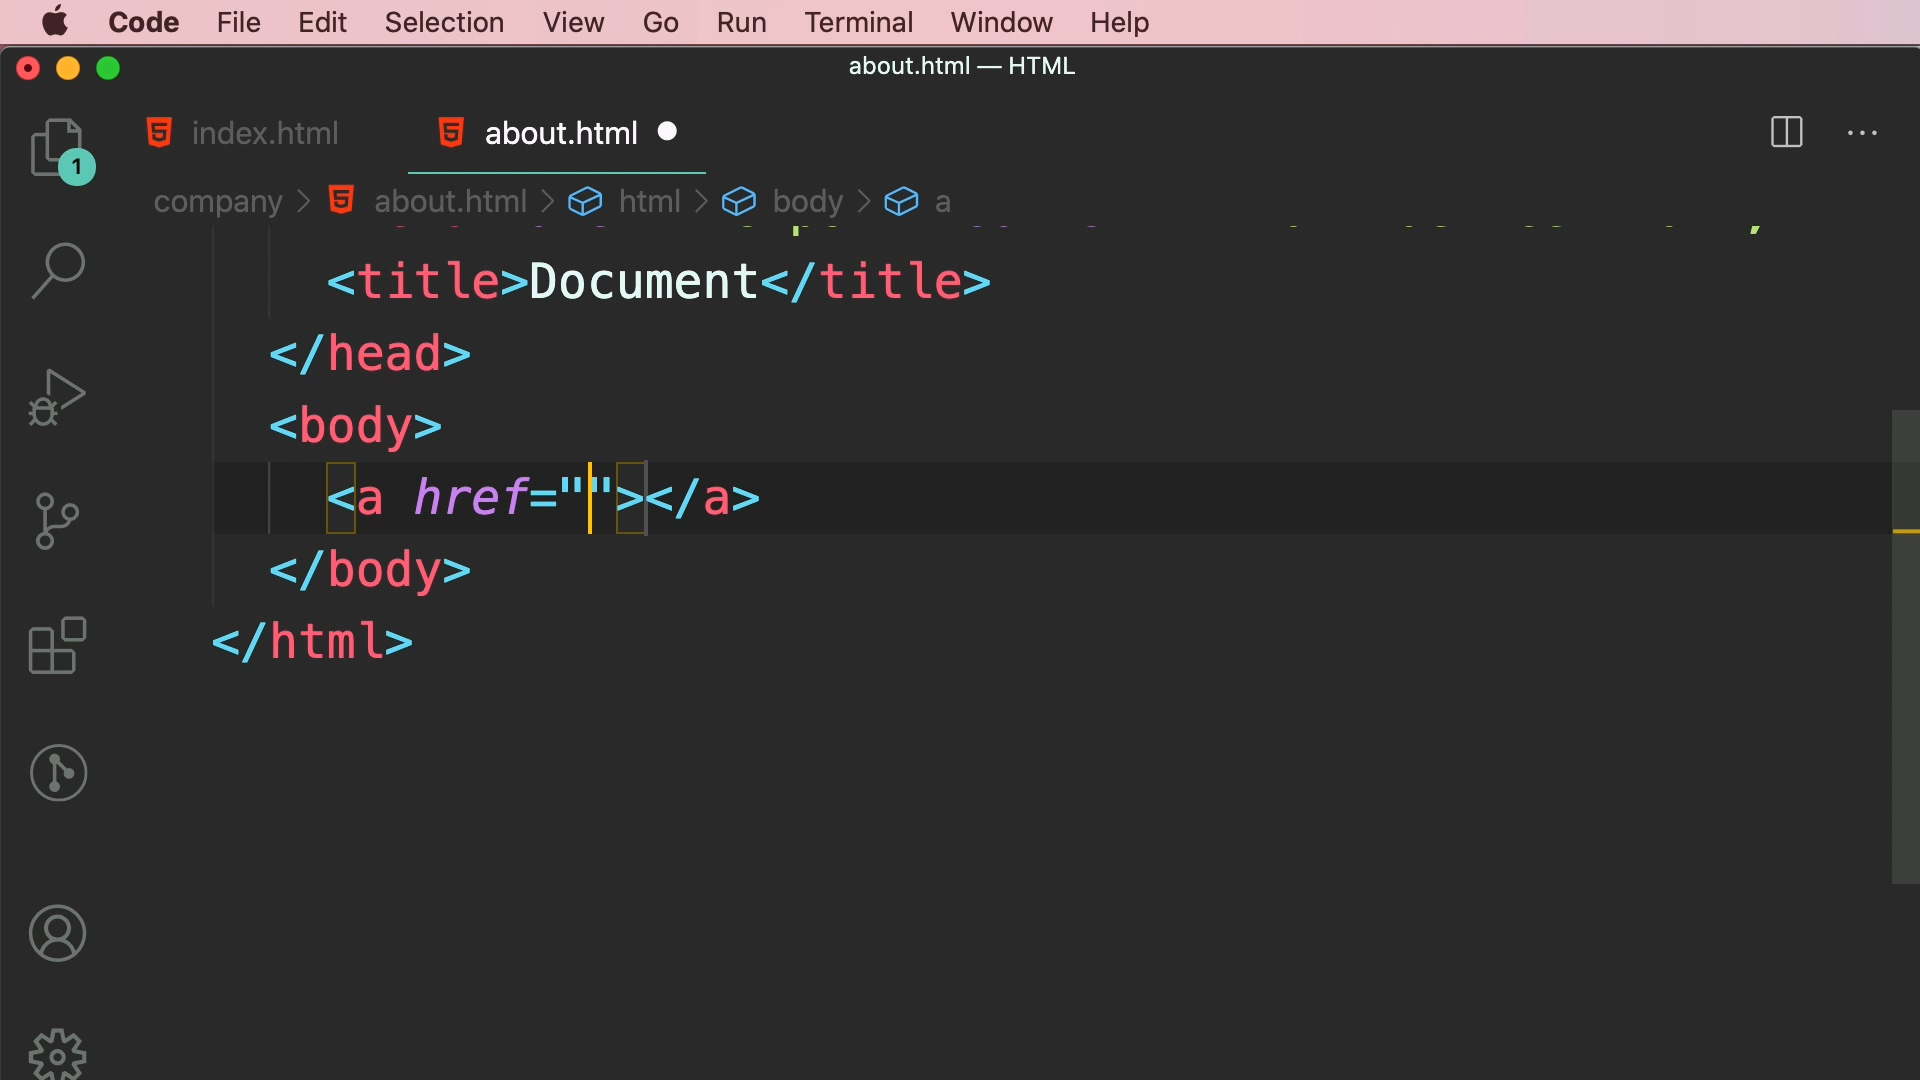 Code File Edit Selection View Go Run Terminal Window Help
about.html — HTML
index.html about.html
1
company > about.html > html > body > a
<title>Document</title>
</head>
<body>
<a href=""></a>
</body>
</html>